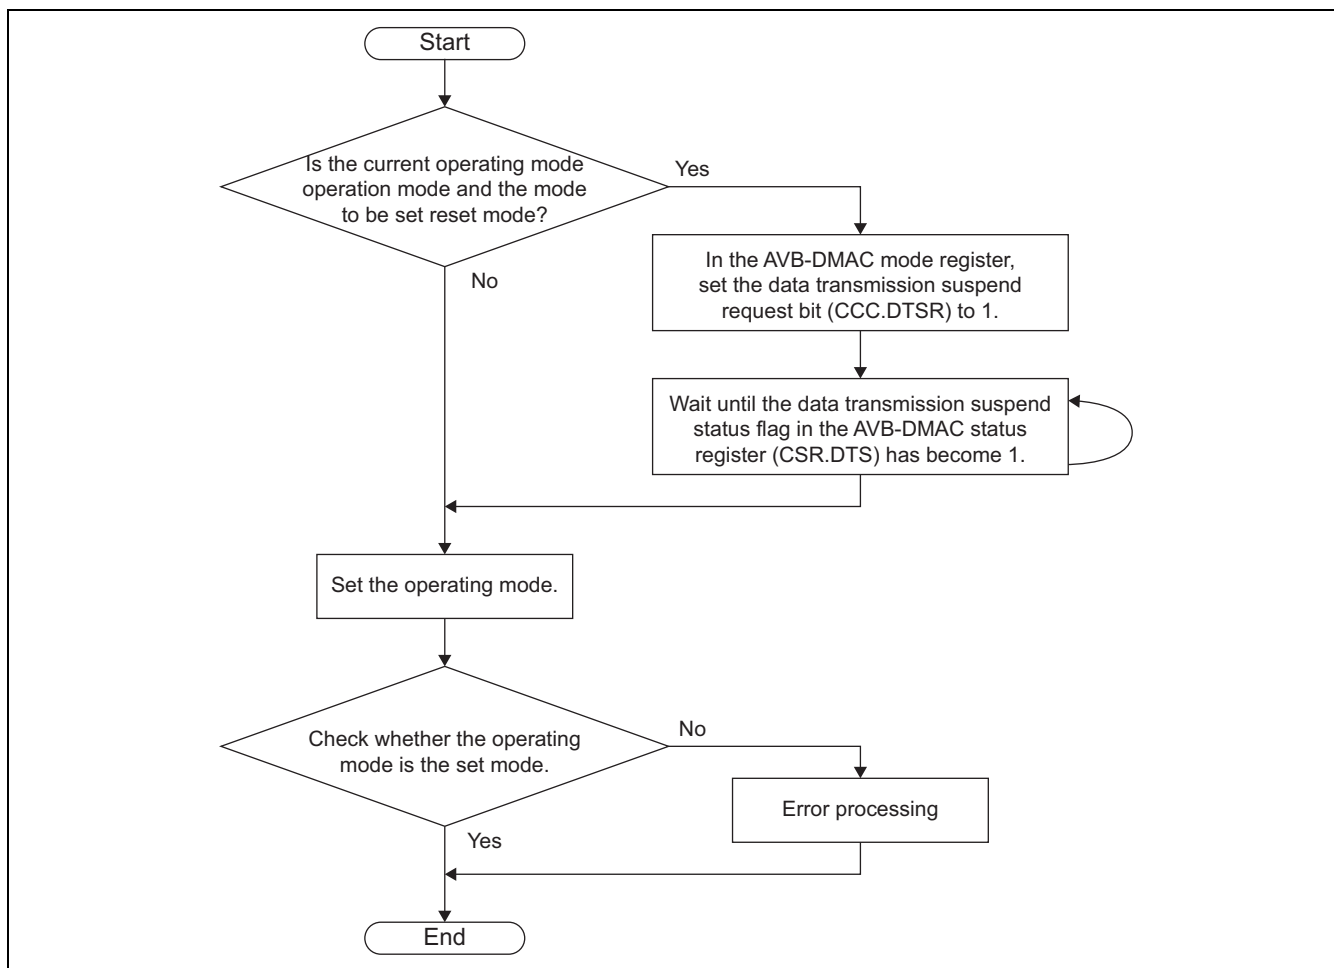 Start
Is the current operating mode
operation mode and the mode
to be set reset mode?
Yes
No
In the AVB-DMAC mode register,
set the data transmission suspend
request bit (CCC.DTSR) to 1.
Wait until the data transmission suspend
status flag in the AVB-DMAC status
register (CSR.DTS) has become 1.
Set the operating mode.
Check whether the operating
mode is the set mode.
No
Yes
Error processing
End